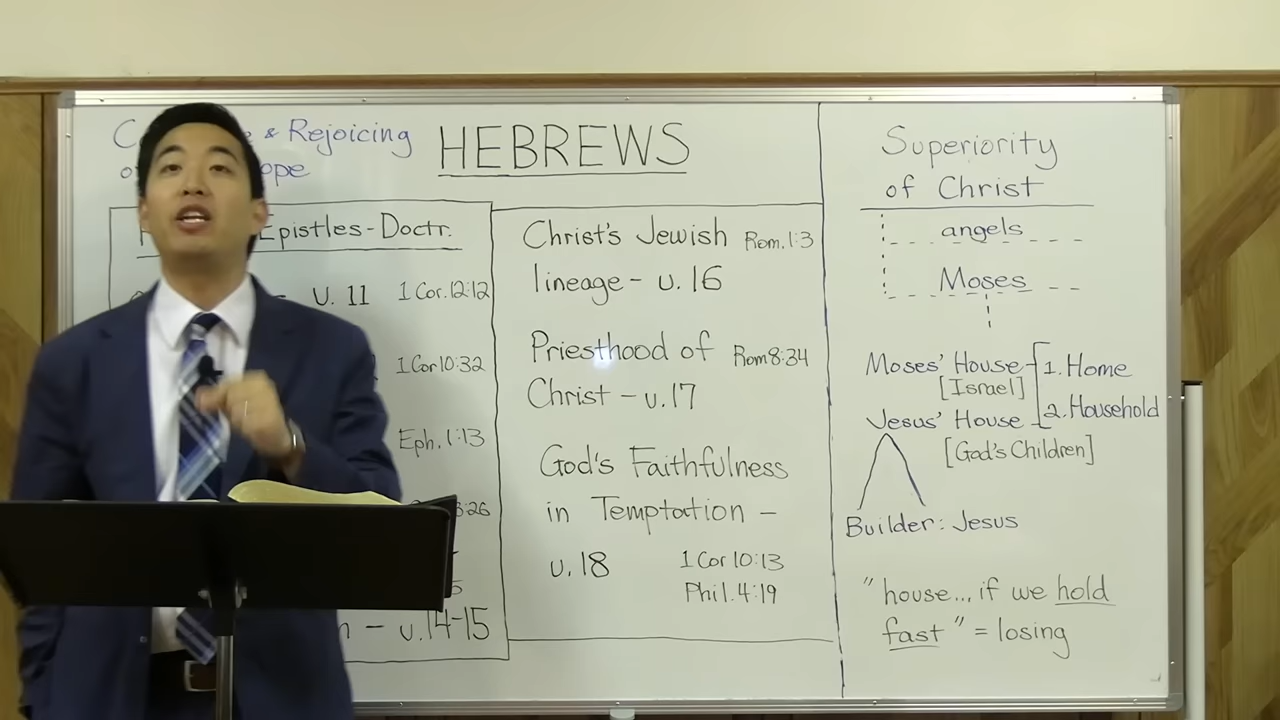 & Rejoicing
HEBREWS
Epistles-Doctr.
U. 11 1 Cor. 12:12
1 Cor 10:32
Eph. 1:13
3:26
5
- v.14-15
Christ's Jewish Rom. 1:3
lineage - v. 16
Priesthood of Rom 8:34
Christ - v.17
God's Faithfulness
in Temptation -
v.18 1 Cor 10:13
Phil. 4:19
Superiority
of Christ
angels
Moses
Moses' House 1. Home
[Israel]
2. Household
Jesus' House
[God's Children]
Builder: Jesus
"house... if we hold
fast" = losing